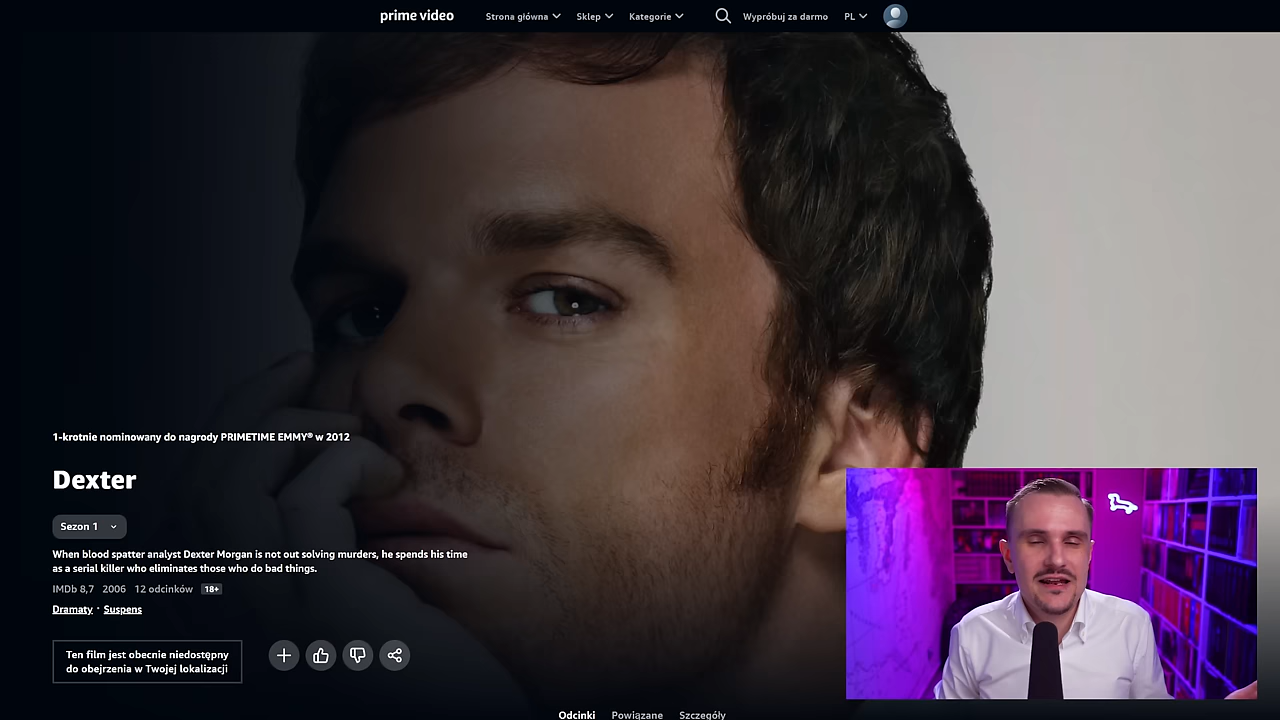 prime video
Strona główna
Sklep
Kategorie
Wypróbuj za darmo
PL
1-krotnie nominowany do nagrody PRIMETIME EMMY® w 2012
Dexter
Sezon 1
When blood spatter analyst Dexter Morgan is not out solving murders, he spends his time
as a serial killer who eliminates those who do bad things.
IMDb 8,7 2006 12 odcinków 18+
Dramaty · Suspens
Ten film jest obecnie niedostępny
do obejrzenia w Twojej lokalizacji
Odcinki
Powiązane
Szczegóły